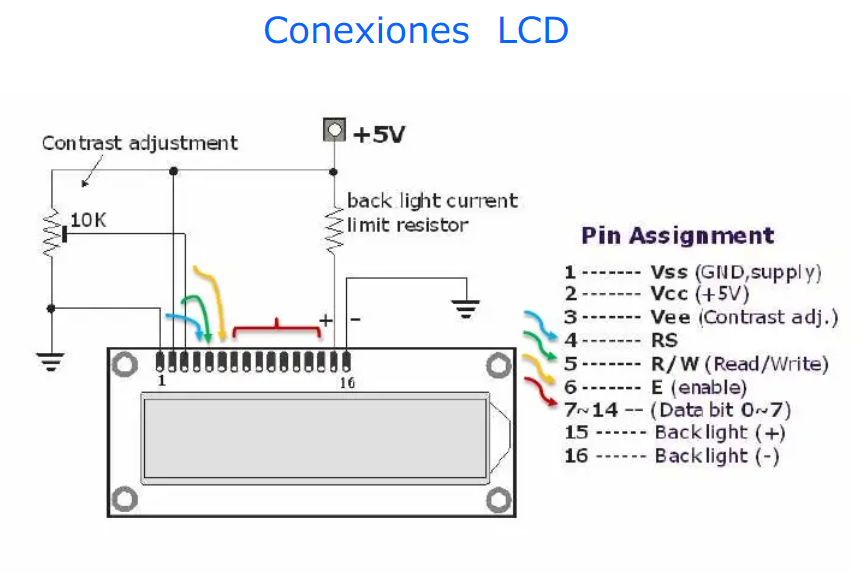 Conexiones LCD
+5V
Contrast adjustment
10K
back light current
limit resistor
+ -
1
16
Pin Assignment
1 ------- Vss (GND,supply)
2 ------- Vcc (+5V)
3 ------- Vee (Contrast adj.)
4 ------- RS
5 ------- R/W (Read/Write)
6 ------- E (enable)
7~14 -- (Data bit 0~7)
15 ------ Backlight (+)
16 ------ Backlight (-)